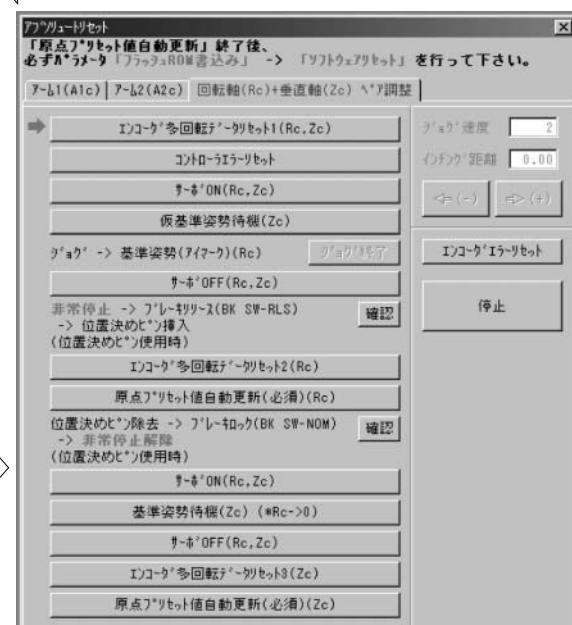 アブソリュートリセット
「原点プリセット値自動更新」終了後、
必ずパラメータ「フラッシュROM書込み」 -> 「ソフトウェアリセット」 を行って下さい。
アーム1(A1c) アーム2(A2c) 回転軸(Rc)+垂直軸(Zc) ペア調整
エンコーダ多回転データリセット1(Rc,Zc)
コントローラエラーリセット
サーボON(Rc,Zc)
仮基準姿勢待機(Zc)
ジョグ -> 基準姿勢(アイマーク)(Rc) ジョグ終了
サーボOFF(Rc,Zc)
非常停止 -> ブレーキリリース(BK SW-RLS)
-> 位置決めピン挿入
(位置決めピン使用時)
確認
エンコーダ多回転データリセット2(Rc)
原点プリセット値自動更新(必須)(Rc)
位置決めピン除去 -> ブレーキロック(BK SW-NOM)
-> 非常停止解除
(位置決めピン使用時)
確認
サーボON(Rc,Zc)
基準姿勢待機(Zc) (*Rc->0)
サーボOFF(Rc,Zc)
エンコーダ多回転データリセット3(Zc)
原点プリセット値自動更新(必須)(Zc)
ジョグ速度 2
インチング距離 0.00
<=(-) =>(+)
エンコーダエラーリセット
停止